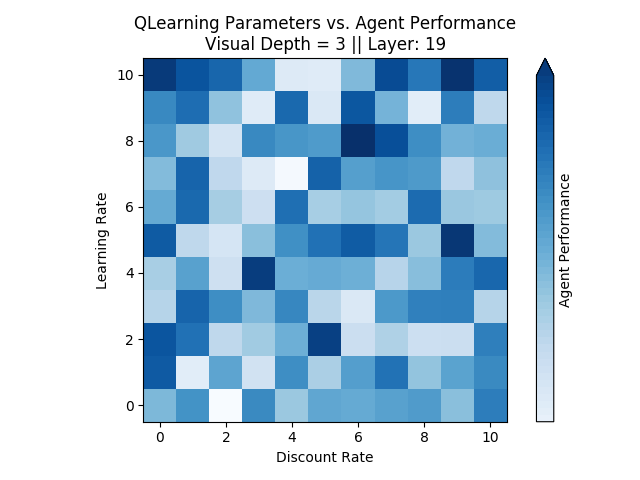 QLearning Parameters vs. Agent Performance
Visual Depth = 3 || Layer: 19
10
8
6
4
2
0
Learning Rate
0 2 4 6 8 10
Discount Rate
Agent Performance